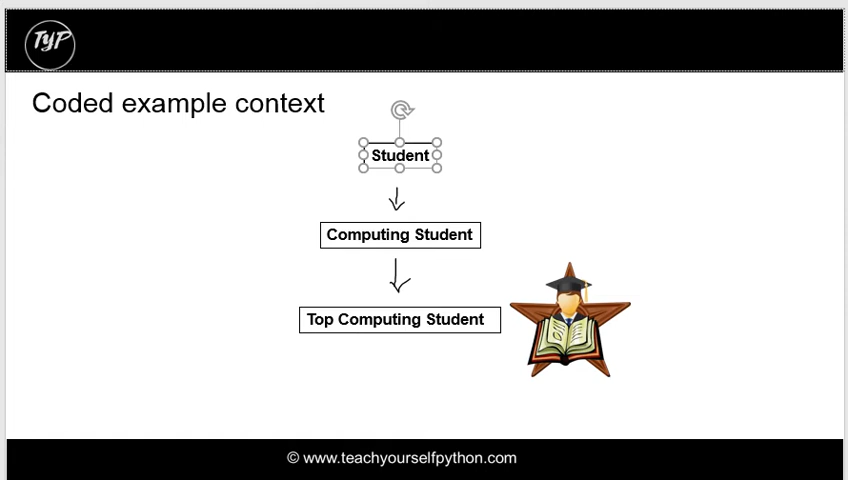 TyP
Coded example context
Student
Computing Student
Top Computing Student
© www.teachyourselfpython.com